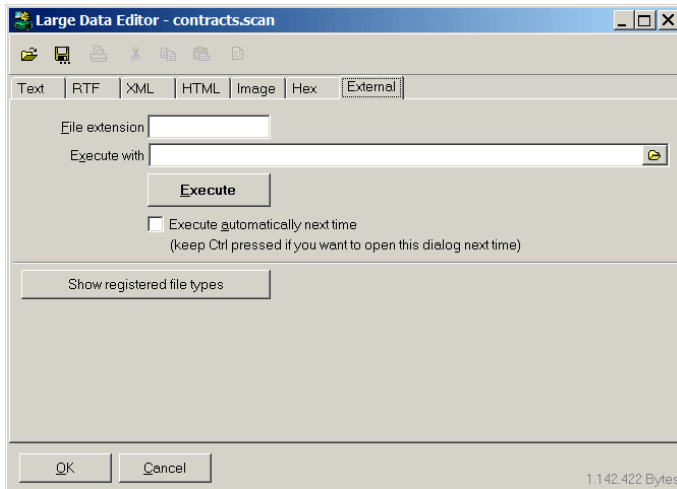 Large Data Editor - contracts.scan
Text RTF XML HTML Image Hex External
File extension
Execute with
Execute
Execute automatically next time
(keep Ctrl pressed if you want to open this dialog next time)
Show registered file types
OK Cancel
1.142.422 Bytes